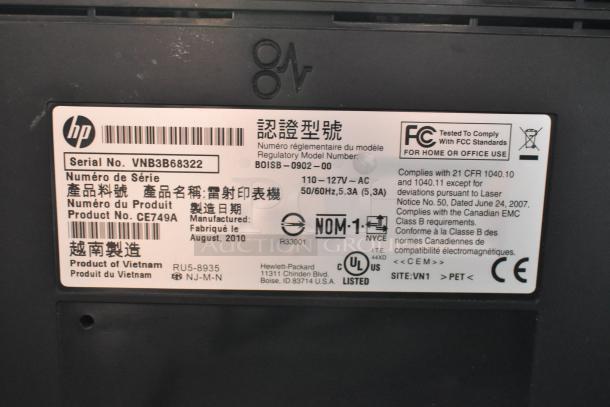 hp
認證型號
Numéro réglementaire du modèle
Regulatory Model Number:
BOISB-0902-00
110-127V-AC
50/60Hz,5.3A (5,3A)
FC Tested To Comply
With FCC Standards
FOR HOME OR OFFICE USE
Serial No. VNB3B68322
Numéro de Série
產品料號 產品名稱:雷射印表機
Numéro du Produit 製造日期
Product No. CE749A Manufactured:
Fabriqué le
August, 2010
越南製造
Product of Vietnam
Produit du Vietnam
RU5-8935
NJ-M-N
R33001
NOM-1
NYCE
Hewlett-Packard
11311 Chinden Blvd.
Boise, ID 83714 U.S.A.
C UL US
LISTED
44XD
Complies with 21 CFR 1040.10
and 1040.11 except for
deviations pursuant to Laser
Notice No. 50, Dated June 24, 2007.
Complies with the Canadian EMC
Class B requirements.
Conforme à la Classe B des
normes Canadiennes de
compatibilité électromagnétiques.
<<CEM>>
SITE:VN1 >PET< CE
AUCTION GROUP